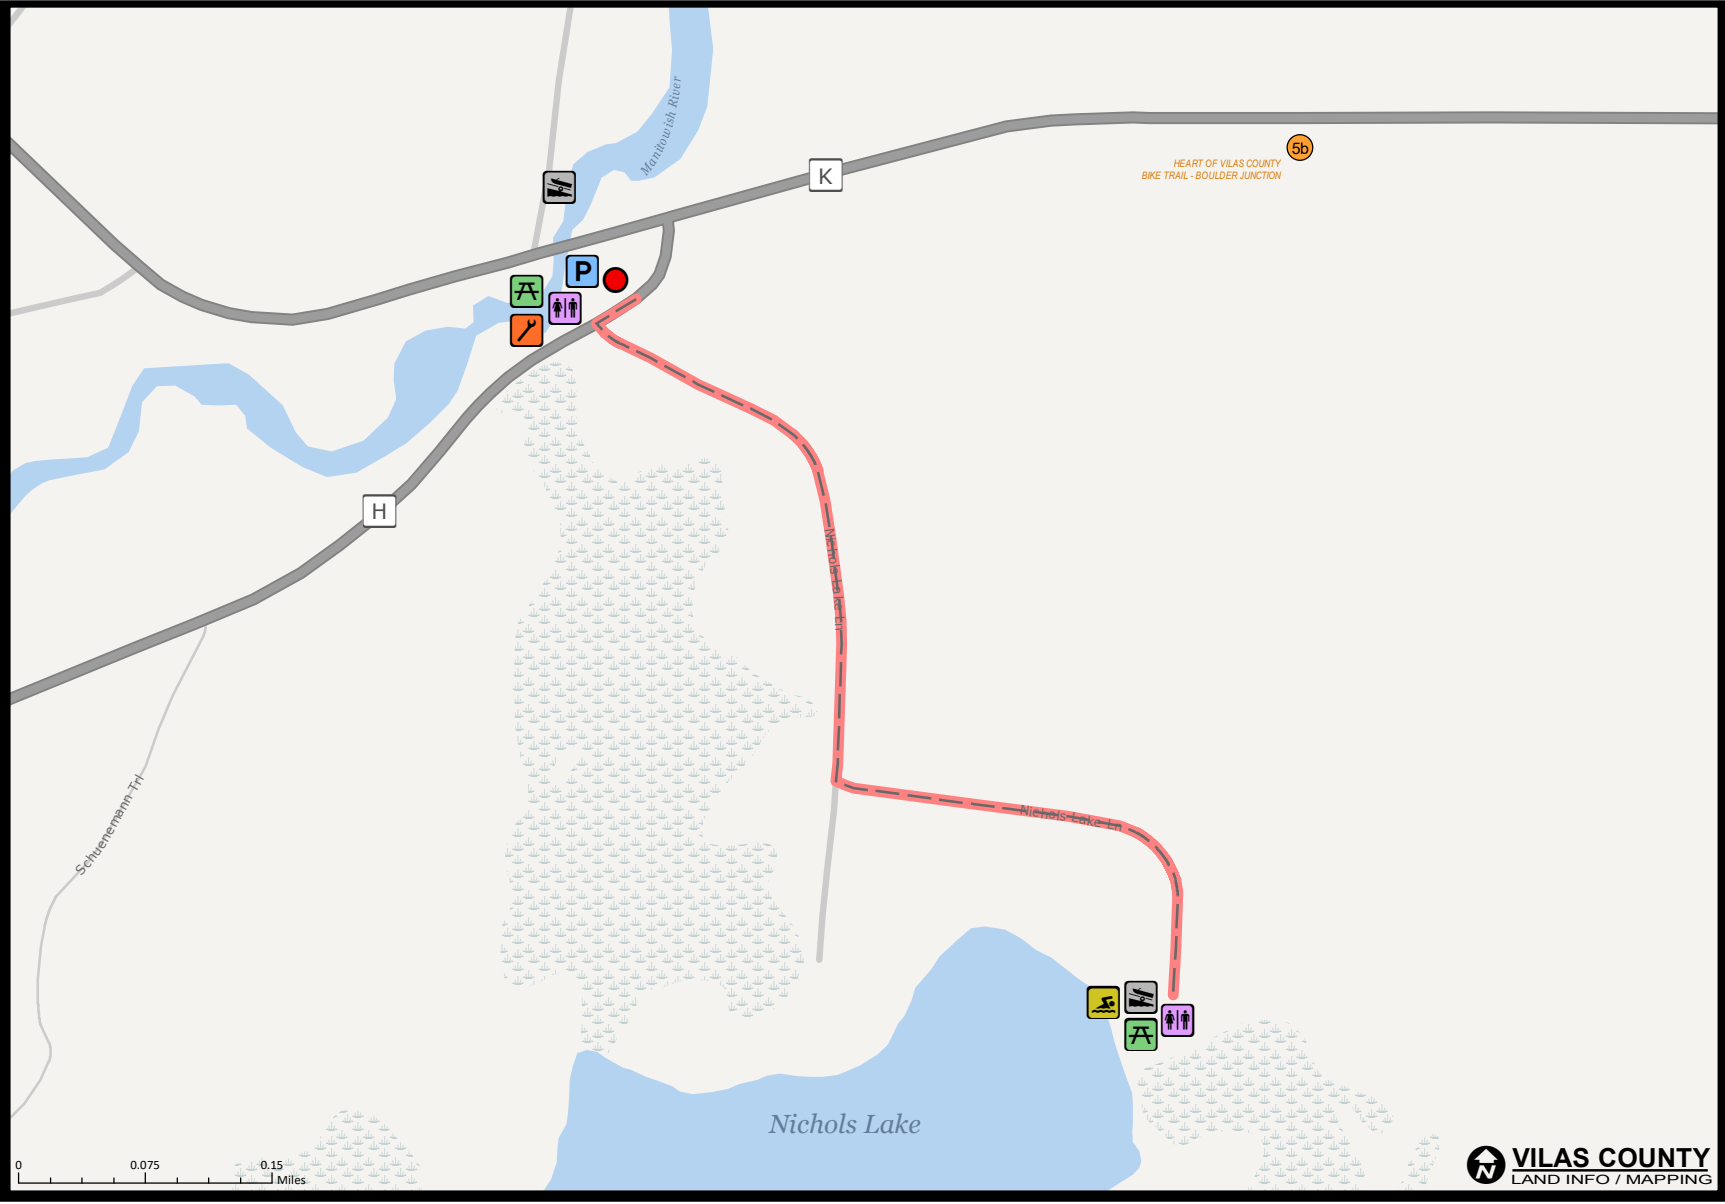 Manitowish River
K
5b
HEART OF VILAS COUNTY
BIKE TRAIL - BOULDER JUNCTION
P
H
Nichols Lake Ln
Schuenemann Trl
Nichols Lake Ln
Nichols Lake
0 0.075 0.15
Miles
N
VILAS COUNTY
LAND INFO / MAPPING